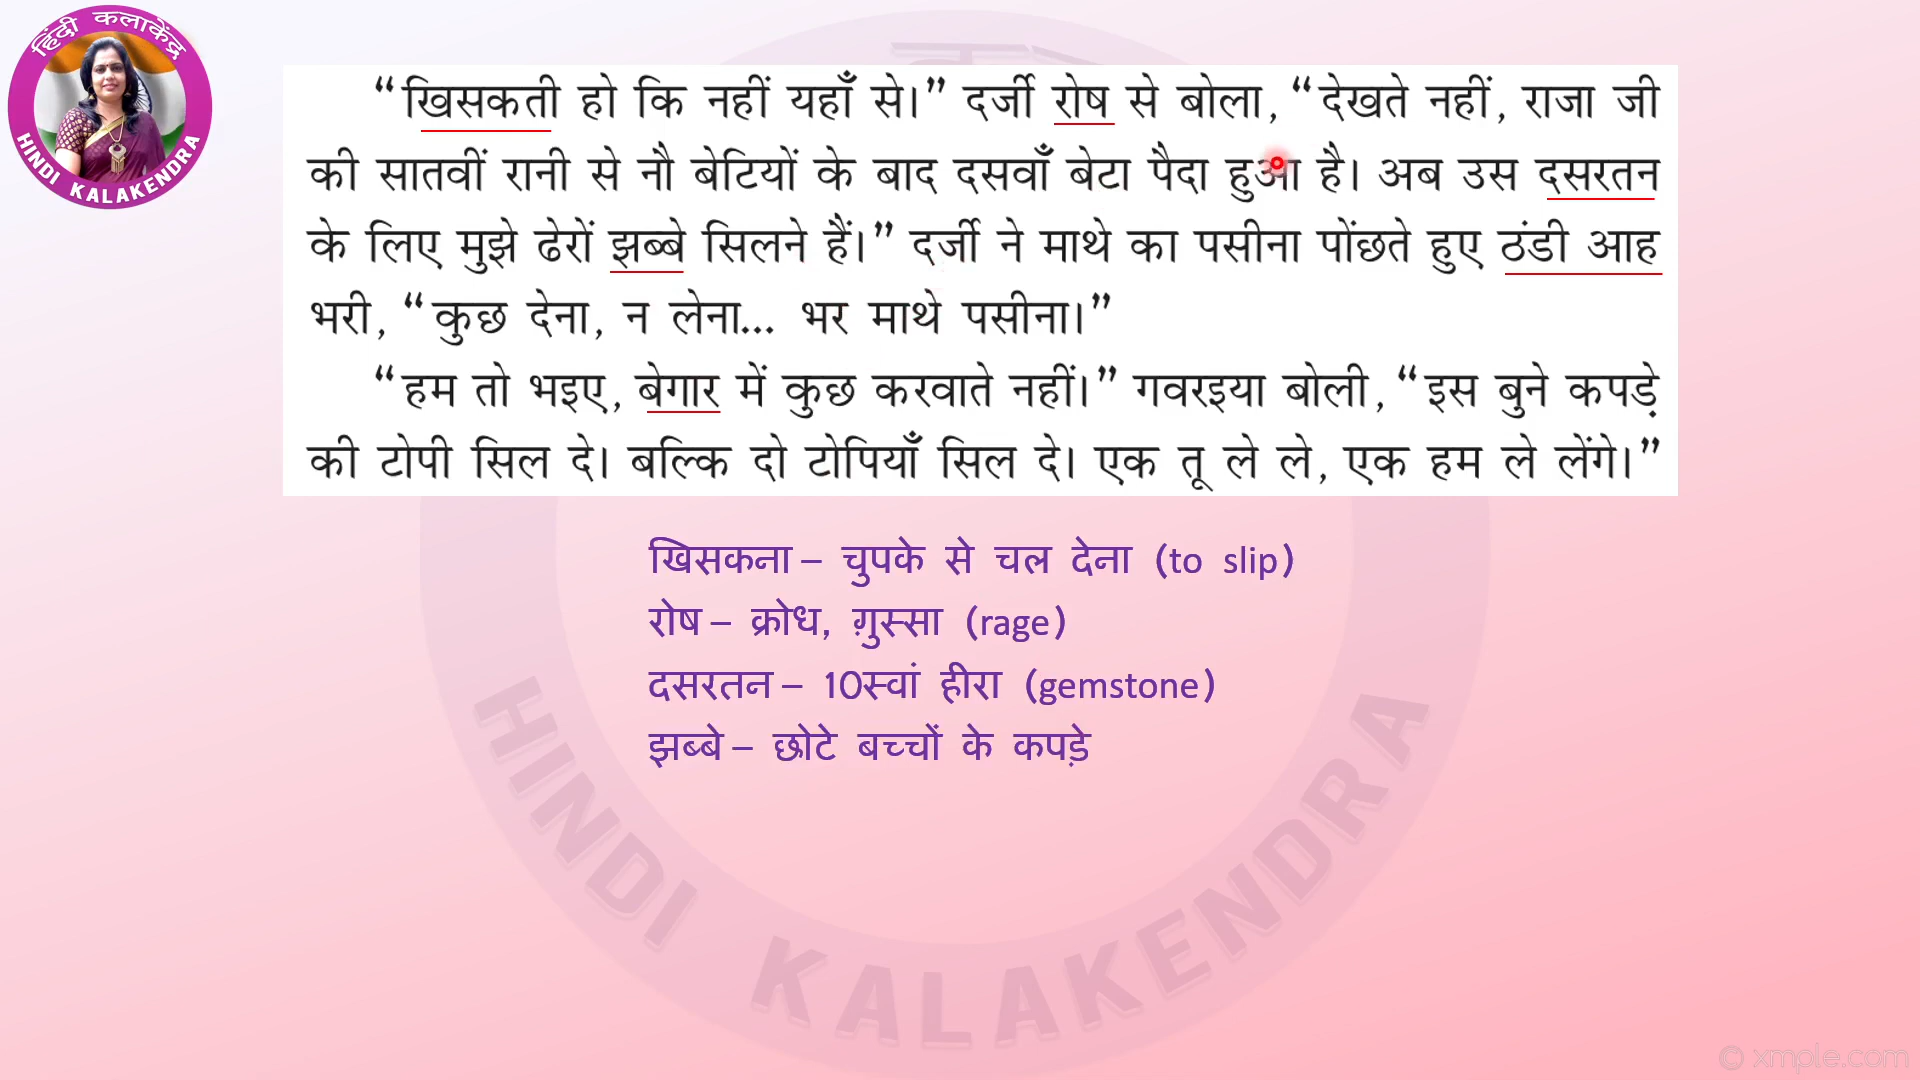 हिंदी कलाकेंद्र
HINDI KALAKENDRA
“खिसकती हो कि नहीं यहाँ से।” दर्जी रोष से बोला, “देखते नहीं, राजा जी
की सातवीं रानी से नौ बेटियों के बाद दसवाँ बेटा पैदा हुआ है। अब उस दसरतन
के लिए मुझे ढेरों झब्बे सिलने हैं।” दर्जी ने माथे का पसीना पोंछते हुए ठंडी आह
भरी, “कुछ देना, न लेना... भर माथे पसीना।”
“हम तो भइए, बेगार में कुछ करवाते नहीं।” गवरइया बोली, “इस बुने कपड़े
की टोपी सिल दे। बल्कि दो टोपियाँ सिल दे। एक तू ले ले, एक हम ले लेंगे।”
खिसकना – चुपके से चल देना (to slip)
रोष – क्रोध, ग़ुस्सा (rage)
दसरतन – 10स्वां हीरा (gemstone)
झब्बे – छोटे बच्चों के कपड़े
HINDI KALAKENDRA
© xmple.com